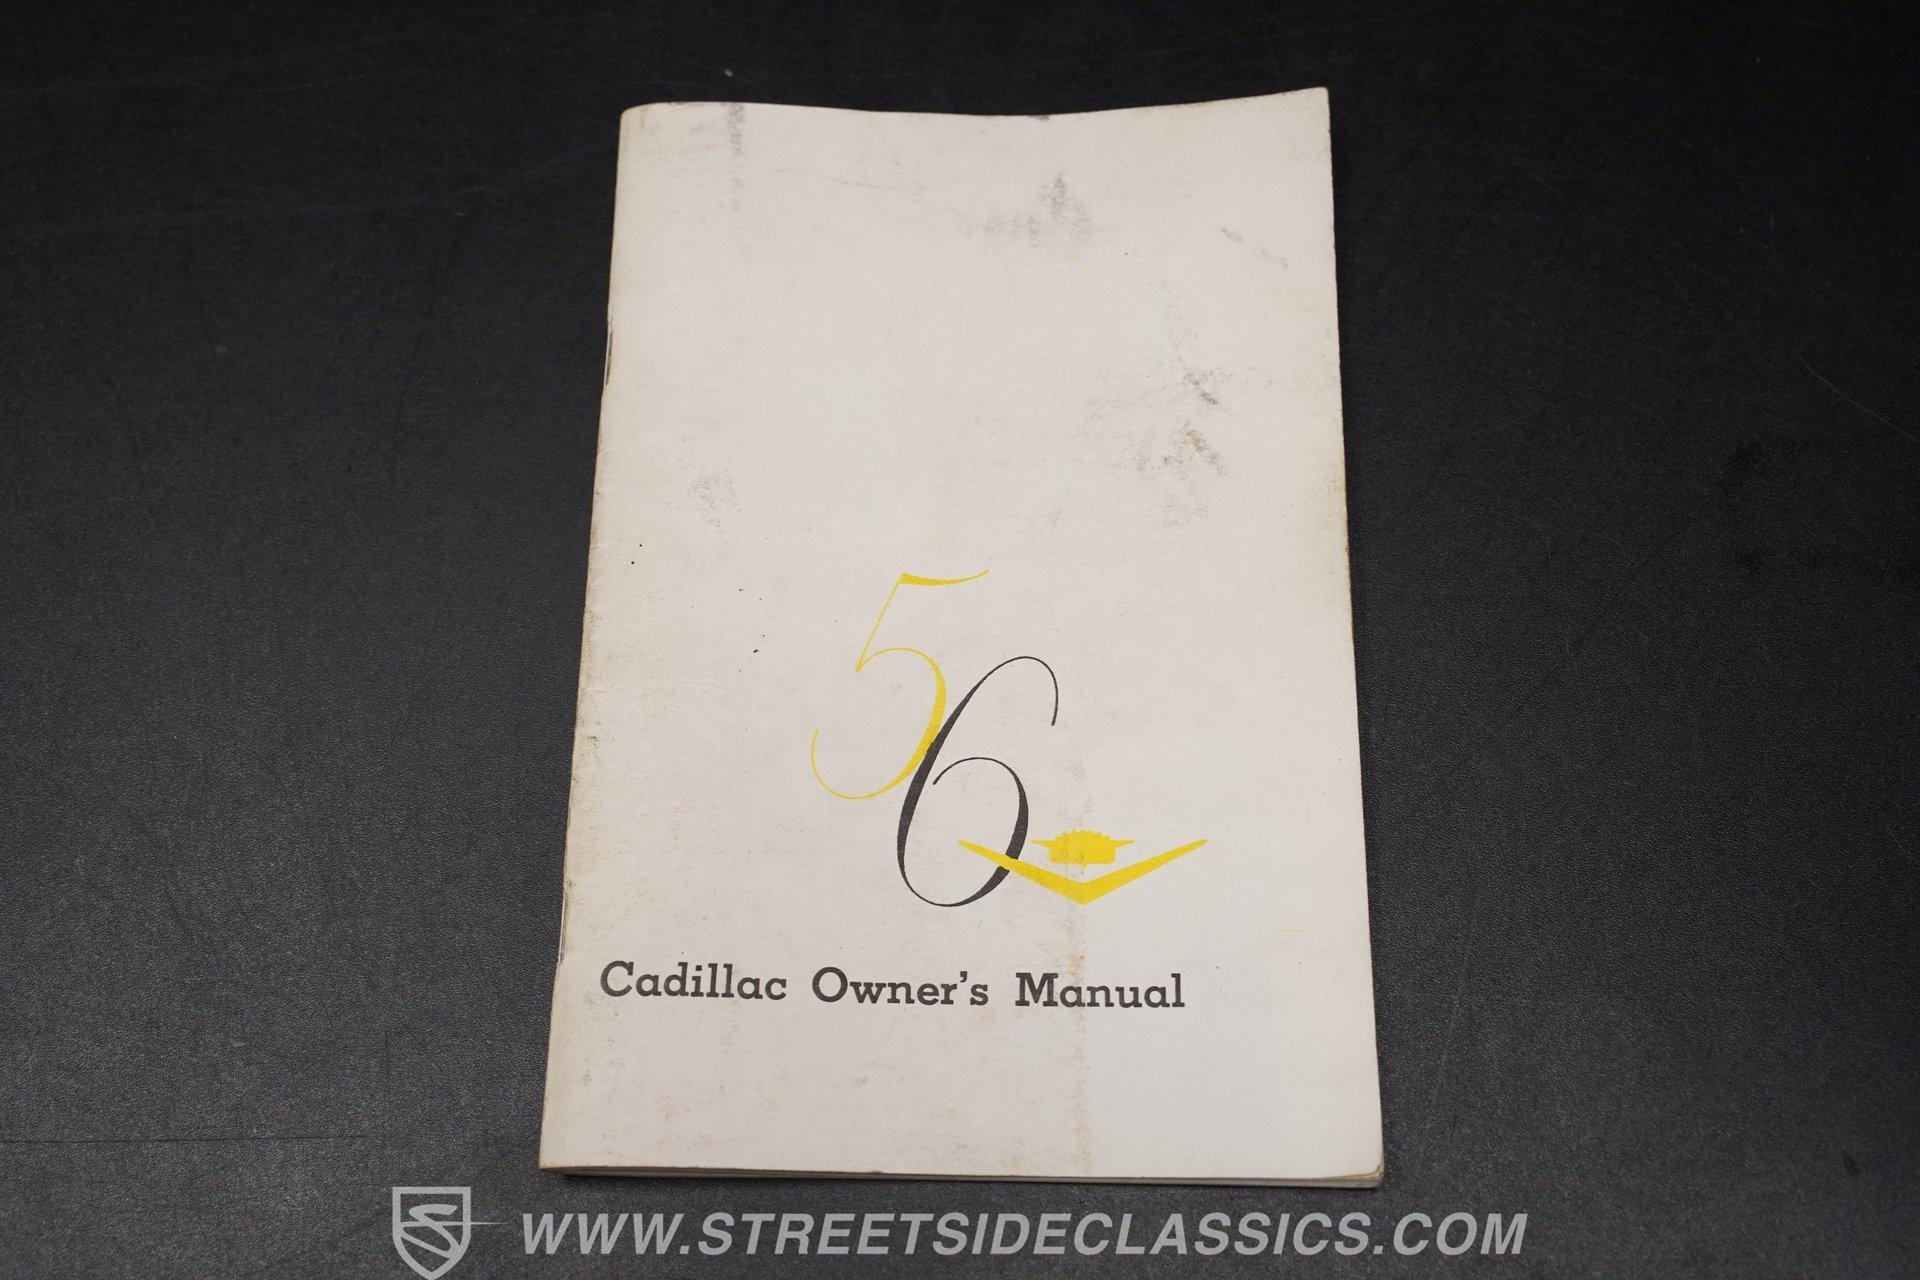 56
Cadillac Owner's Manual
WWW.STREETSIDECLASSICS.COM